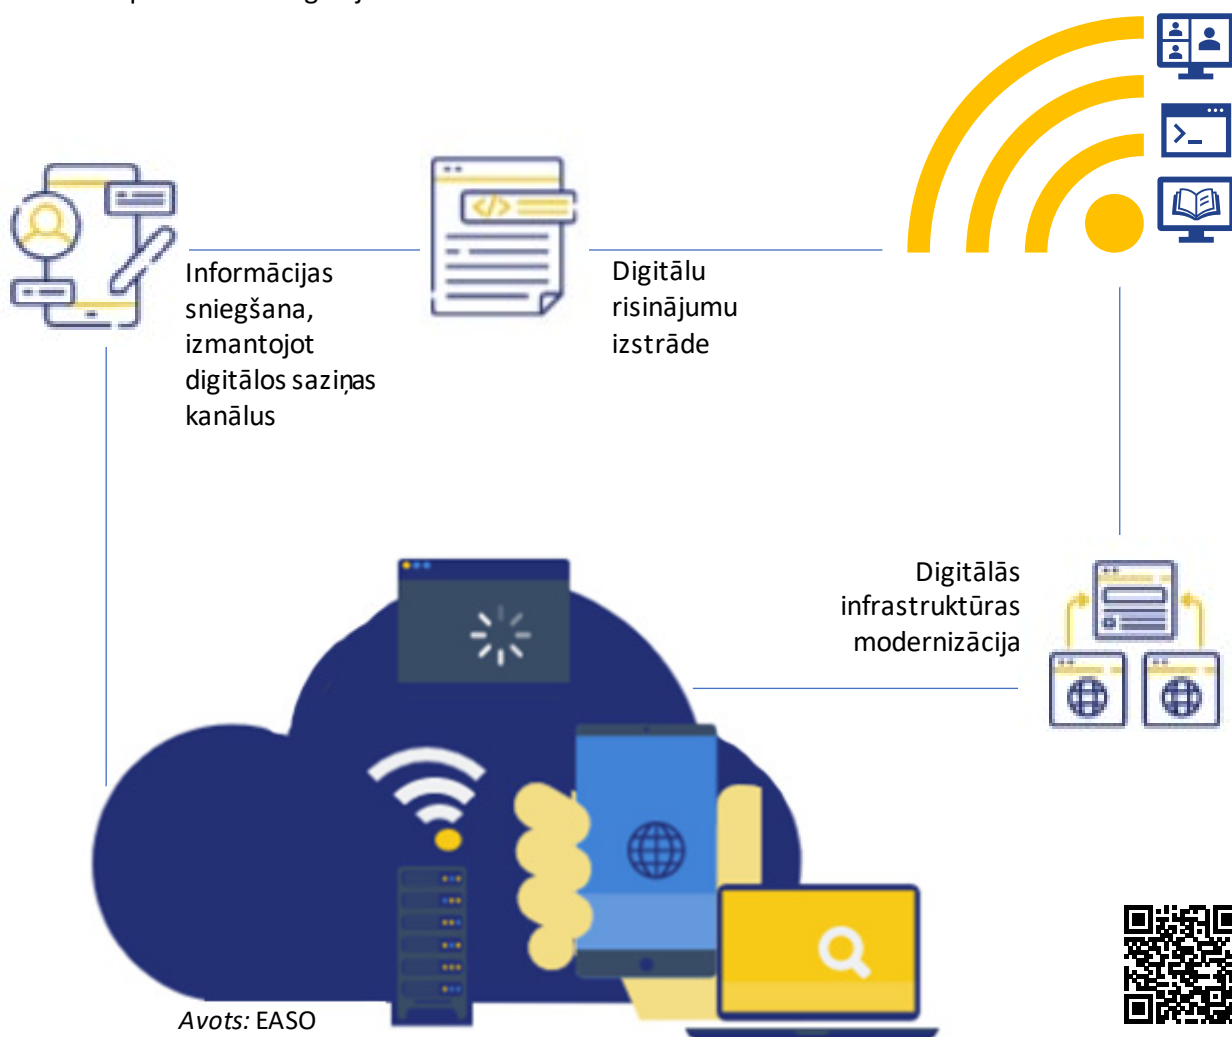 Informācijas
sniegšana,
izmantojot
digitālos saziņas
kanālus
Digitālu
risinājumu
izstrāde
Digitālās
infrastruktūras
modernizācija
Avots: EASO